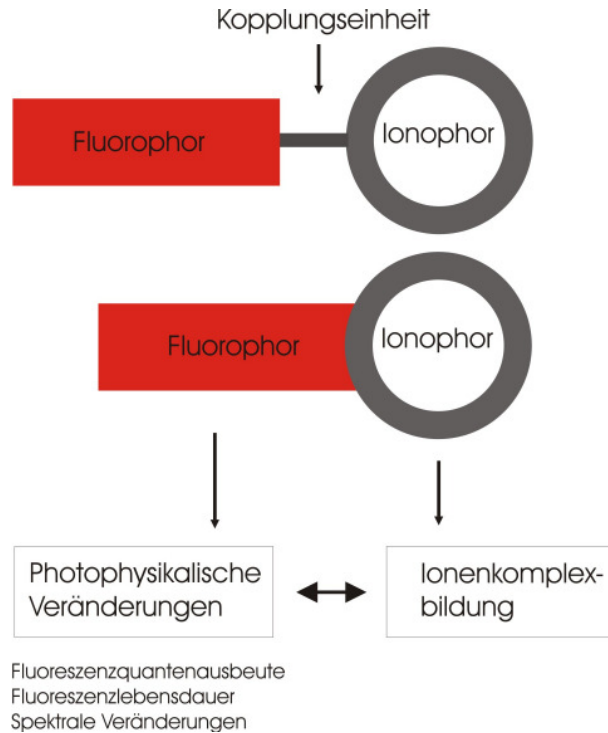 Kopplungseinheit
Fluorophor
Ionophor
Fluorophor
Ionophor
Photophysikalische
Veränderungen
Ionenkomplex-
bildung
Fluoreszenzquantenausbeute
Fluoreszenzlebensdauer
Spektrale Veränderungen